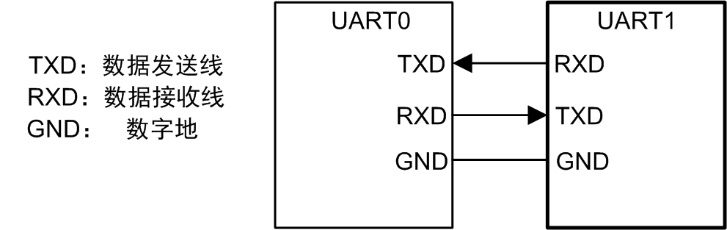 TXD：数据发送线
RXD：数据接收线
GND： 数字地
UART0
TXD
RXD
GND
UART1
RXD
TXD
GND